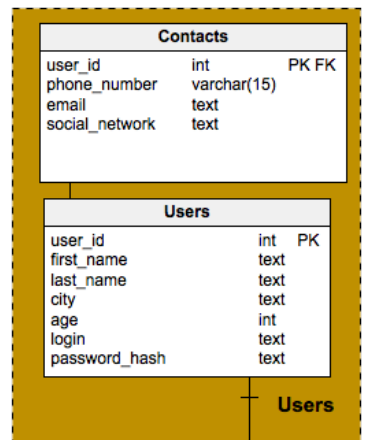 Contacts
user_id int PK FK
phone_number varchar(15)
email text
social_network text
Users
user_id int PK
first_name text
last_name text
city text
age int
login text
password_hash text
Users